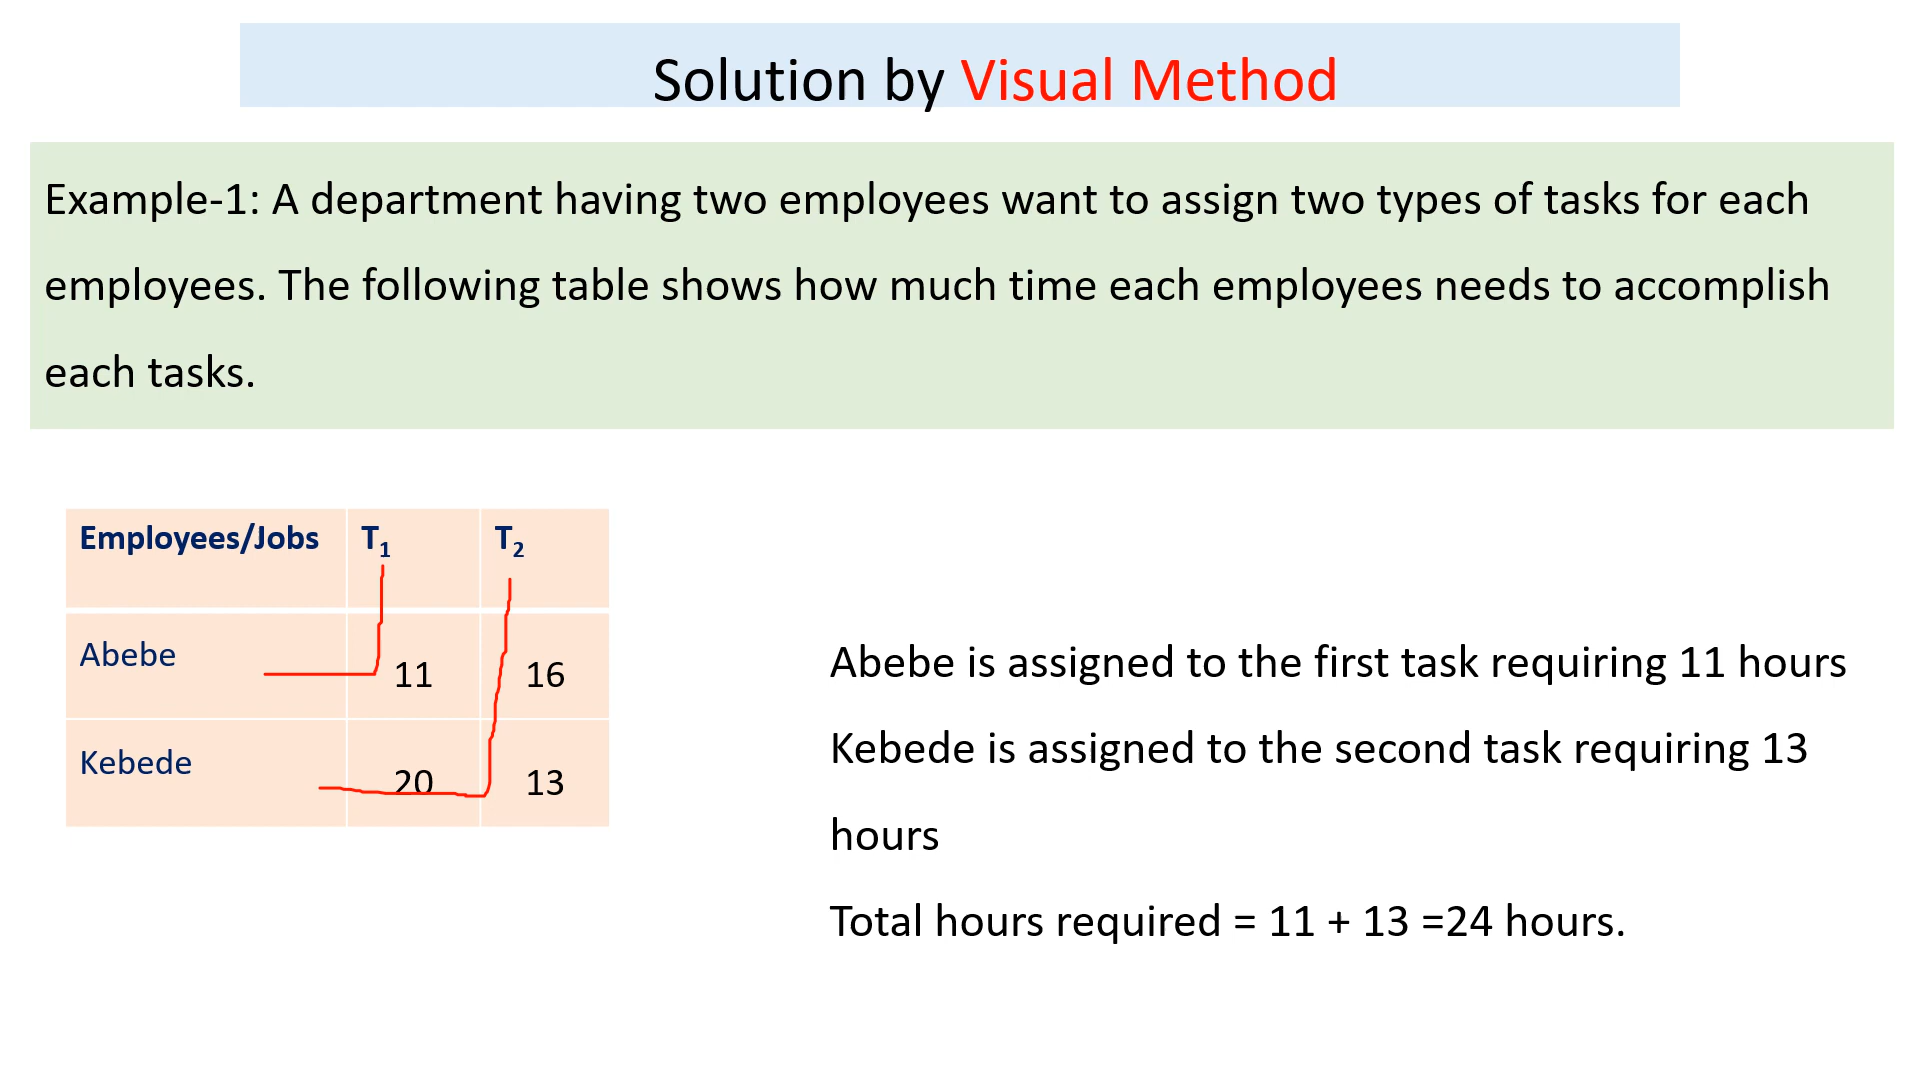 Solution by Visual Method
Example-1: A department having two employees want to assign two types of tasks for each
employees. The following table shows how much time each employees needs to accomplish
each tasks.
Employees/Jobs T1 T2
Abebe 11 16
Kebede 20 13
Abebe is assigned to the first task requiring 11 hours
Kebede is assigned to the second task requiring 13
hours
Total hours required = 11 + 13 =24 hours.